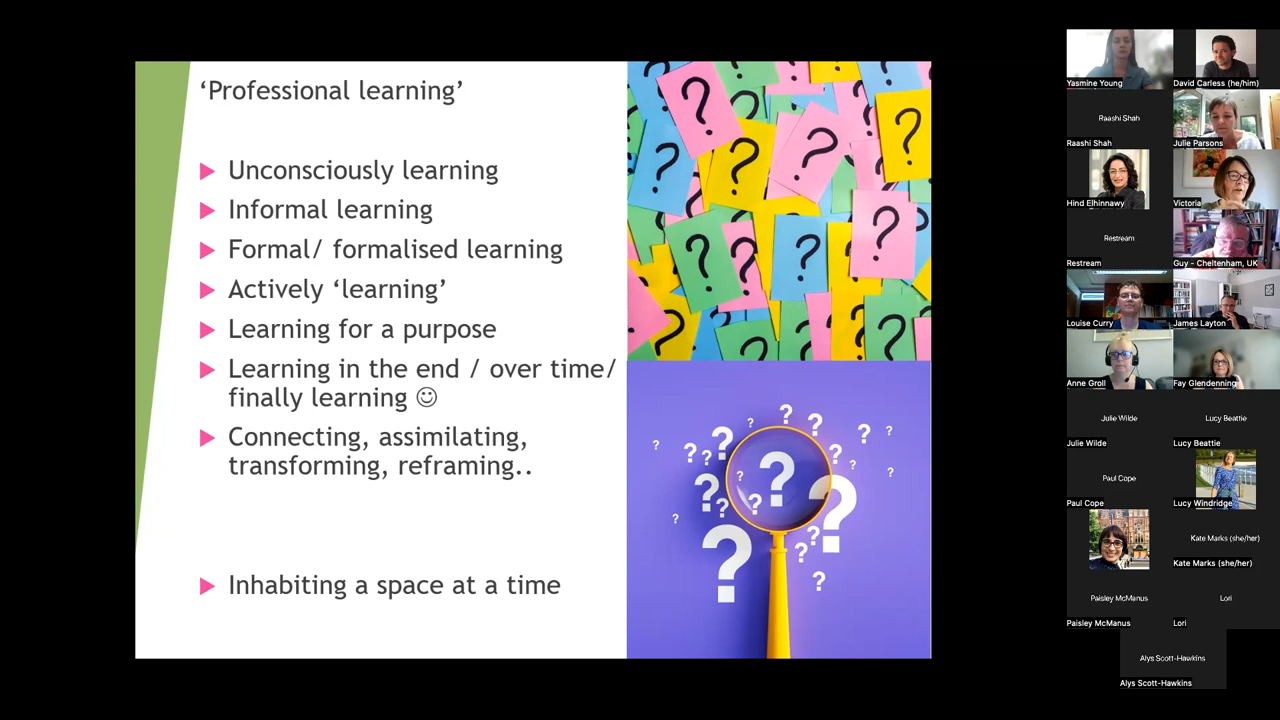 ‘Professional learning’
Unconsciously learning
Informal learning
Formal/ formalised learning
Actively ‘learning’
Learning for a purpose
Learning in the end / over time/
finally learning ☺
Connecting, assimilating,
transforming, reframing..
Inhabiting a space at a time
Yasmine Young
David Carless (he/him)
Raashi Shah
Raashi Shah
Julie Parsons
Hind Elhinnawy
Victoria
Restream
Restream
Guy - Cheltenham, UK
Louise Curry
James Layton
Anne Groll
Fay Glendenning
Julie Wilde
Lucy Beattie
Julie Wilde
Lucy Beattie
Paul Cope
Paul Cope
Lucy Windridge
Kate Marks (she/her)
Kate Marks (she/her)
Paisley McManus
Lori
Paisley McManus
Lori
Alys Scott-Hawkins
Alys Scott-Hawkins